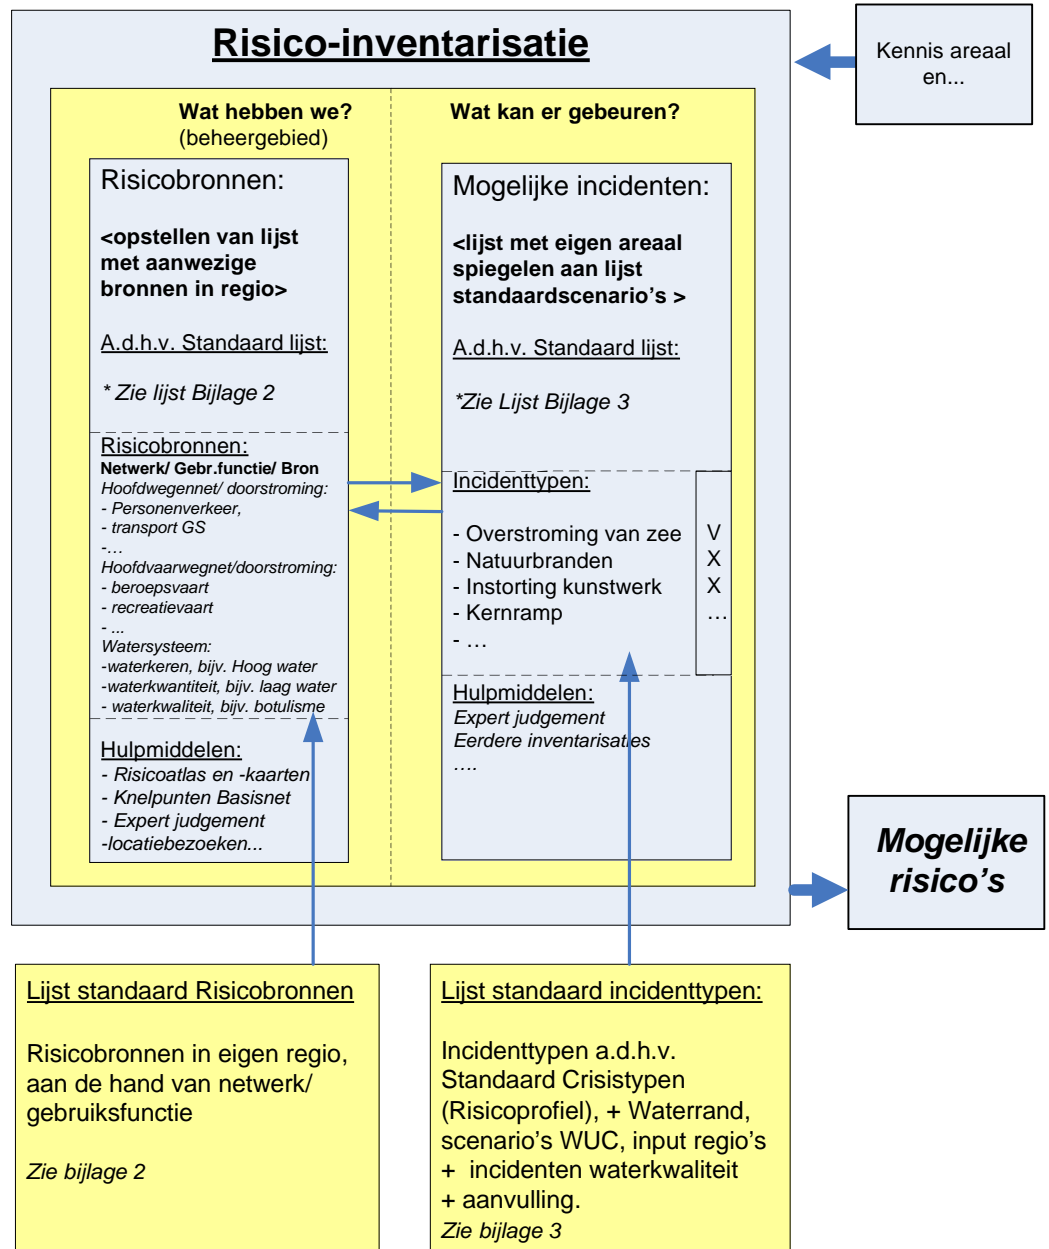 Risico-inventarisatie
Kennis areaal
en...
Wat hebben we?
(beheergebied)
Wat kan er gebeuren?
Risicobronnen:
<opstellen van lijst
met aanwezige
bronnen in regio>
A.d.h.v. Standaard lijst:
* Zie lijst Bijlage 2
Risicobronnen:
Netwerk/ Gebr.functie/ Bron
Hoofdwegennet/ doorstroming:
- Personenverkeer,
- transport GS
-...
Hoofdvaarwegnet/doorstroming:
- beroepsvaart
- recreatievaart
- ...
Watersysteem:
-waterkeren, bijv. Hoog water
-waterkwantiteit, bijv. laag water
- waterkwaliteit, bijv. botulisme
Hulpmiddelen:
- Risicoatlas en -kaarten
- Knelpunten Basisnet
- Expert judgement
-locatiebezoeken...
Mogelijke incidenten:
<lijst met eigen areaal
spiegelen aan lijst
standaardscenario's >
A.d.h.v. Standaard lijst:
*Zie Lijst Bijlage 3
Incidenttypen:
- Overstroming van zee V
- Natuurbranden X
- Instorting kunstwerk X
- Kernramp ...
- ...
Hulpmiddelen:
Expert judgement
Eerdere inventarisaties
....
Mogelijke
risico's
Lijst standaard Risicobronnen
Risicobronnen in eigen regio,
aan de hand van netwerk/
gebruiksfunctie
Zie bijlage 2
Lijst standaard incidenttypen:
Incidenttypen a.d.h.v.
Standaard Crisistypen
(Risicoprofiel), + Waterrand,
scenario's WUC, input regio's
+ incidenten waterkwaliteit
+ aanvulling.
Zie bijlage 3